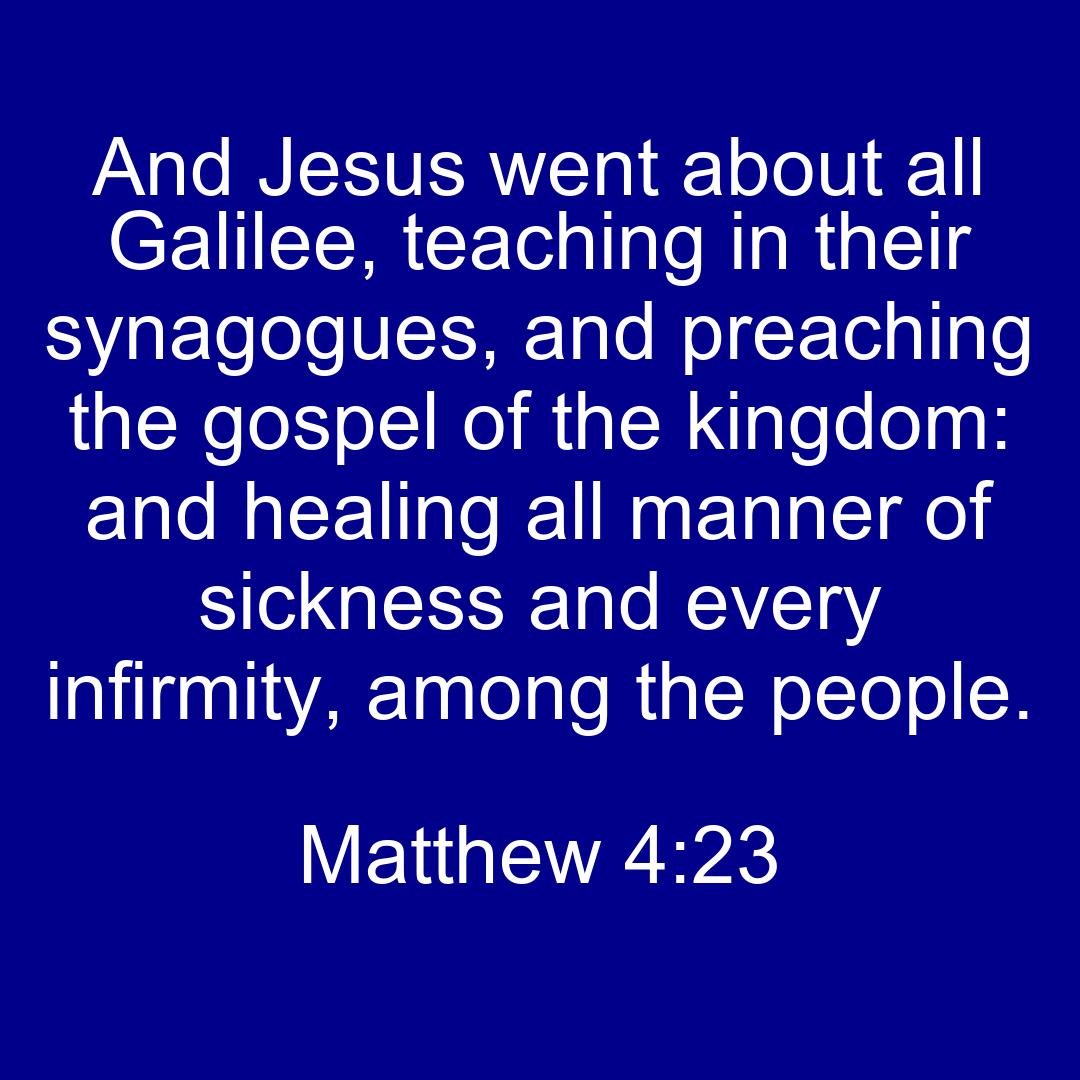 And Jesus went about all
Galilee, teaching in their
synagogues, and preaching
the gospel of the kingdom:
and healing all manner of
sickness and every
infirmity, among the people.
Matthew 4:23